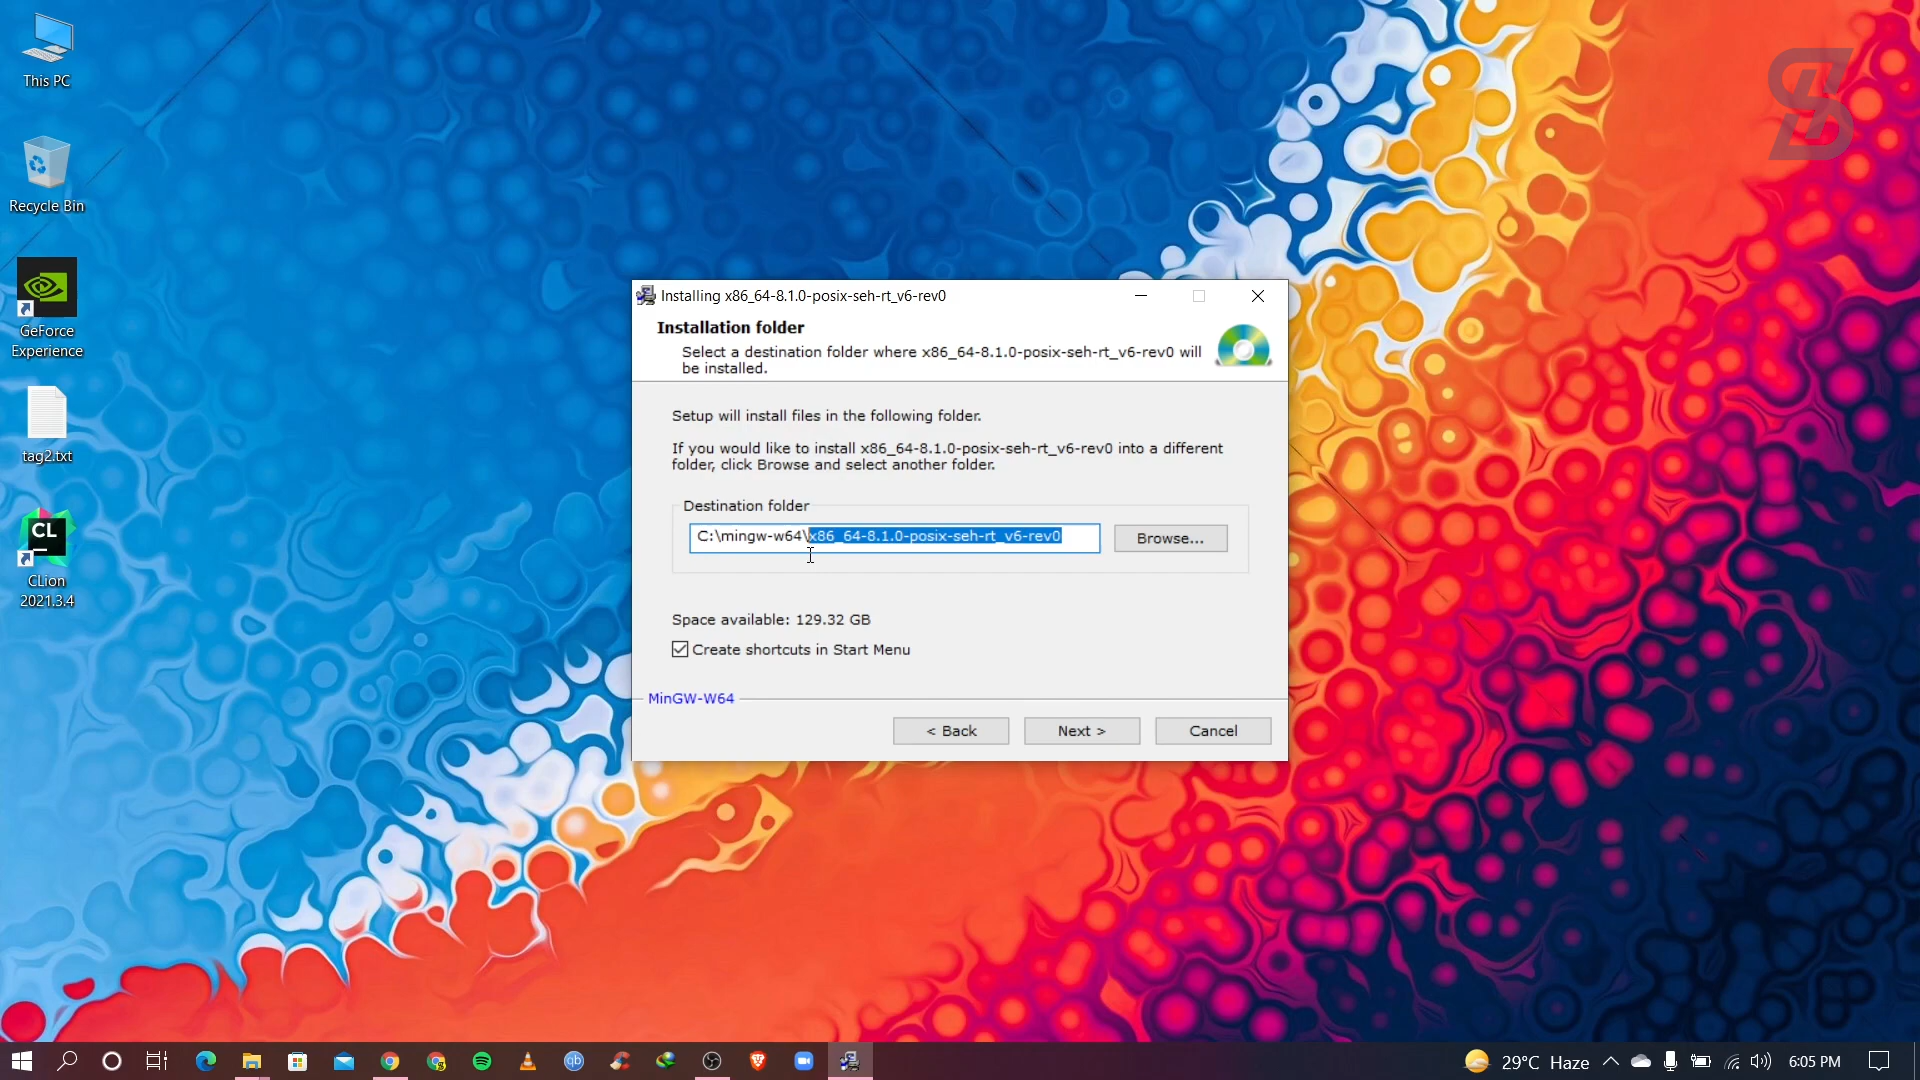 This PC
Recycle Bin
GeForce
Experience
tag2.txt
CL
CLion
2021.3.4
Installing x86_64-8.1.0-posix-seh-rt_v6-rev0
Installation folder
Select a destination folder where x86_64-8.1.0-posix-seh-rt_v6-rev0 will
be installed.
Setup will install files in the following folder.
If you would like to install x86_64-8.1.0-posix-seh-rt_v6-rev0 into a different
folder, click Browse and select another folder.
Destination folder
C:\mingw-w64\x86_64-8.1.0-posix-seh-rt_v6-rev0
Browse...
Space available: 129.32 GB
Create shortcuts in Start Menu
MinGW-W64
< Back
Next >
Cancel
qb
29°C Haze
6:05 PM